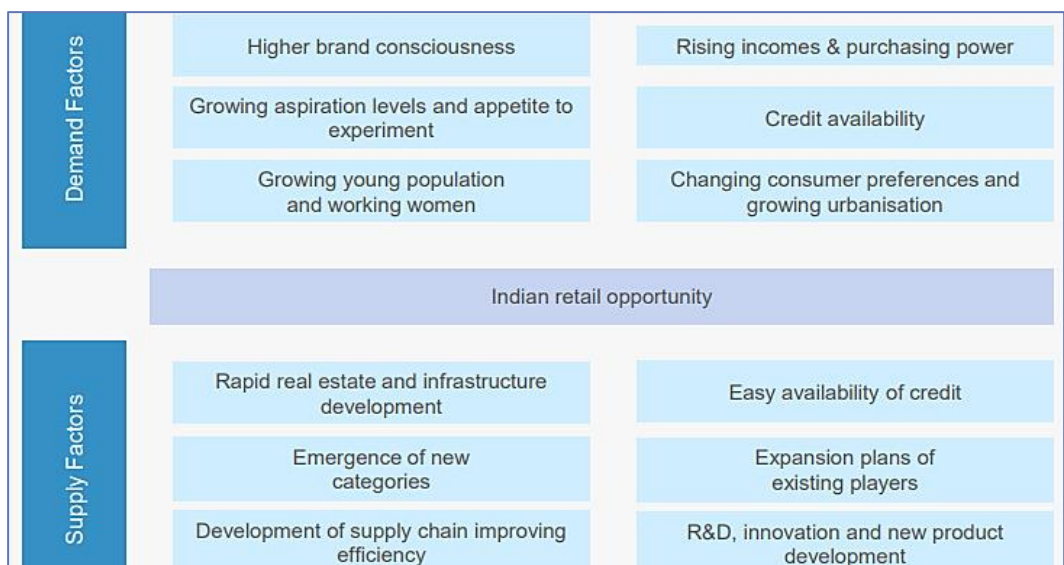 Demand Factors
Higher brand consciousness
Rising incomes & purchasing power
Growing aspiration levels and appetite to
experiment
Credit availability
Growing young population
and working women
Changing consumer preferences and
growing urbanisation
Indian retail opportunity
Supply Factors
Rapid real estate and infrastructure
development
Easy availability of credit
Emergence of new
categories
Expansion plans of
existing players
Development of supply chain improving
efficiency
R&D, innovation and new product
development